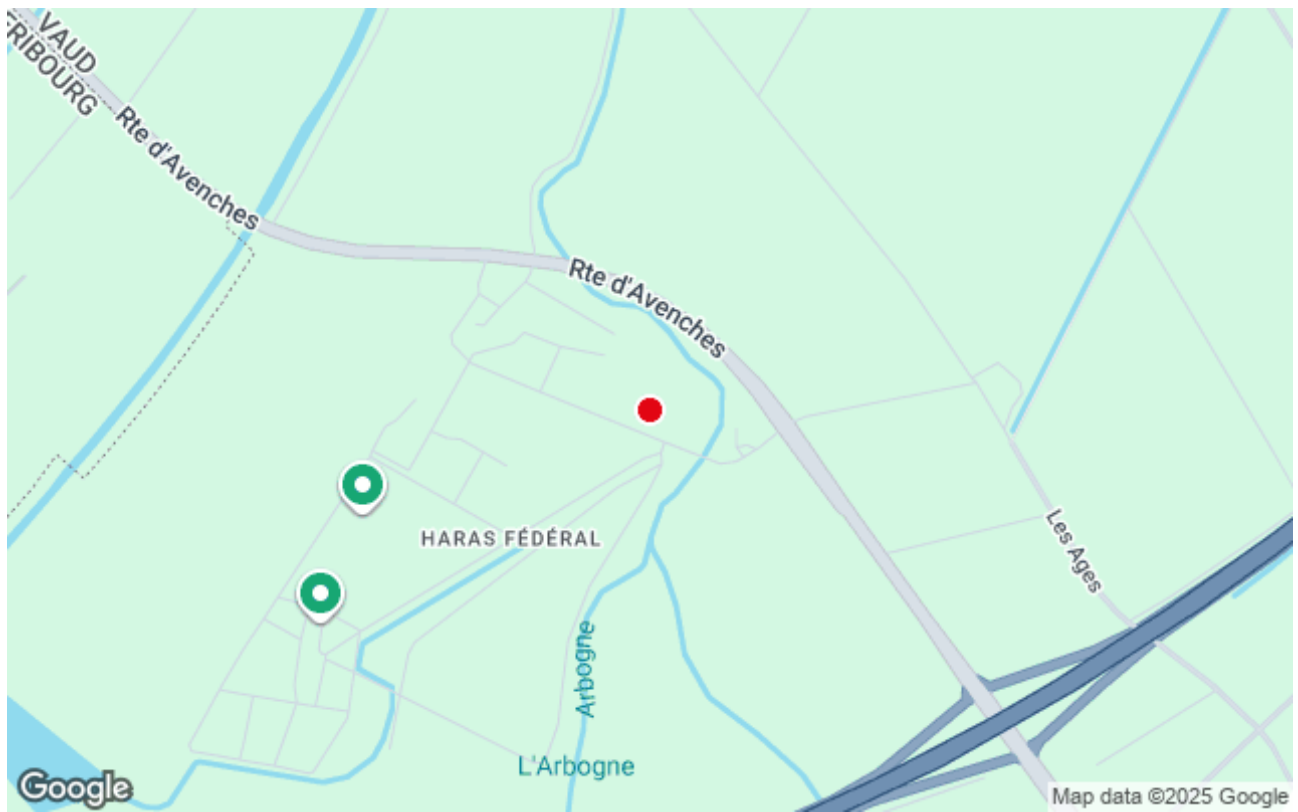 VAUD
FRIBOURG
Rte d'Avenches
Rte d'Avenches
HARAS FÉDÉRAL
Les Ages
Arbogne
L'Arbogne
Google
Map data ©2025 Google